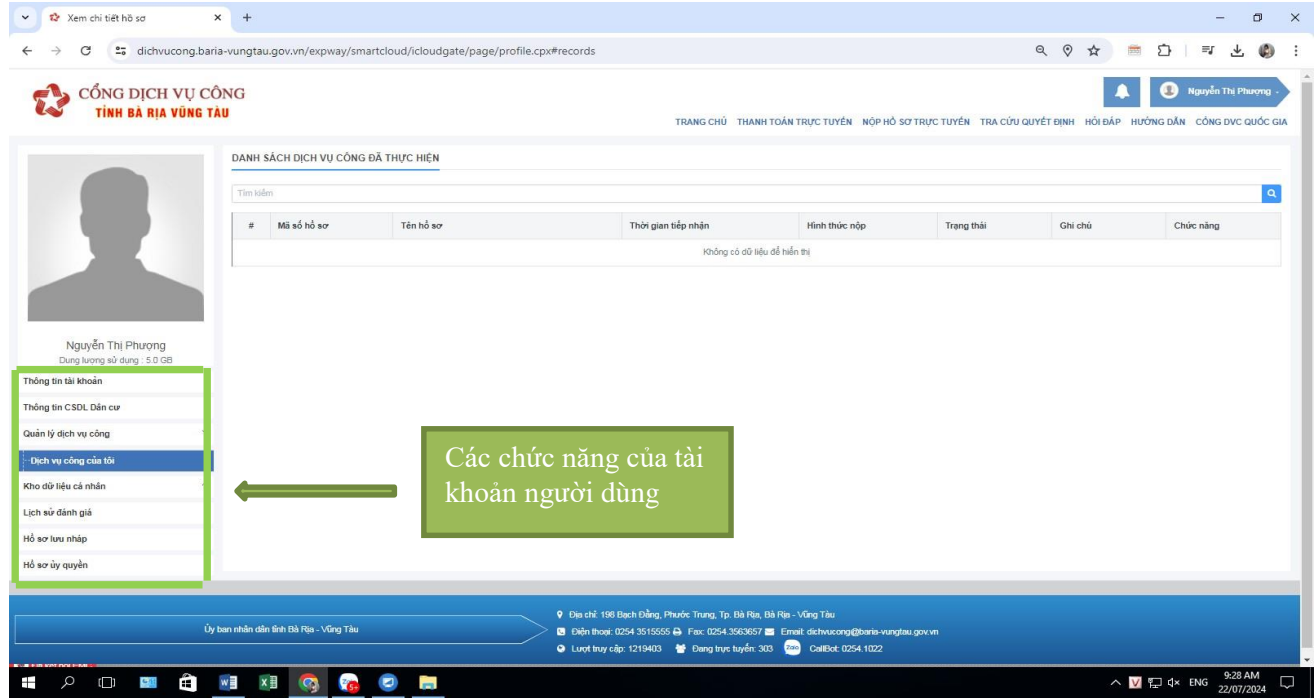 Xem chi tiết hồ sơ
dichvucong.baria-vungtau.gov.vn/expway/smartcloud/icloudgate/page/profile.cpx#records
CỔNG DỊCH VỤ CÔNG
TỈNH BÀ RỊA VŨNG TÀU
Nguyễn Thị Phượng
TRANG CHỦ THANH TOÁN TRỰC TUYẾN NỘP HỒ SƠ TRỰC TUYẾN TRA CỨU QUYẾT ĐỊNH HỎI ĐÁP HƯỚNG DẪN CỔNG DVC QUỐC GIA
DANH SÁCH DỊCH VỤ CÔNG ĐÃ THỰC HIỆN
Tìm kiếm
# Mã số hồ sơ Tên hồ sơ Thời gian tiếp nhận Hình thức nộp Trạng thái Ghi chú Chức năng
Không có dữ liệu để hiển thị
Nguyễn Thị Phượng
Dung lượng sử dụng : 5.0 GB
Thông tin tài khoản
Thông tin CSDL Dân cư
Quản lý dịch vụ công
Dịch vụ công của tôi
Kho dữ liệu cá nhân
Lịch sử đánh giá
Hồ sơ lưu nháp
Hồ sơ ủy quyền
Các chức năng của tài
khoản người dùng
Ủy ban nhân dân tỉnh Bà Rịa - Vũng Tàu
Địa chỉ: 198 Bạch Đằng, Phước Trung, Tp. Bà Rịa, Bà Rịa - Vũng Tàu
Điện thoại: 0254 3515555 Fax: 0254.3563657 Email: dichvucong@baria-vungtau.gov.vn
Lượt truy cập: 1219403 Đang trực tuyến: 303 Zalo CallBot: 0254.1022
ENG
9:28 AM
22/07/2024